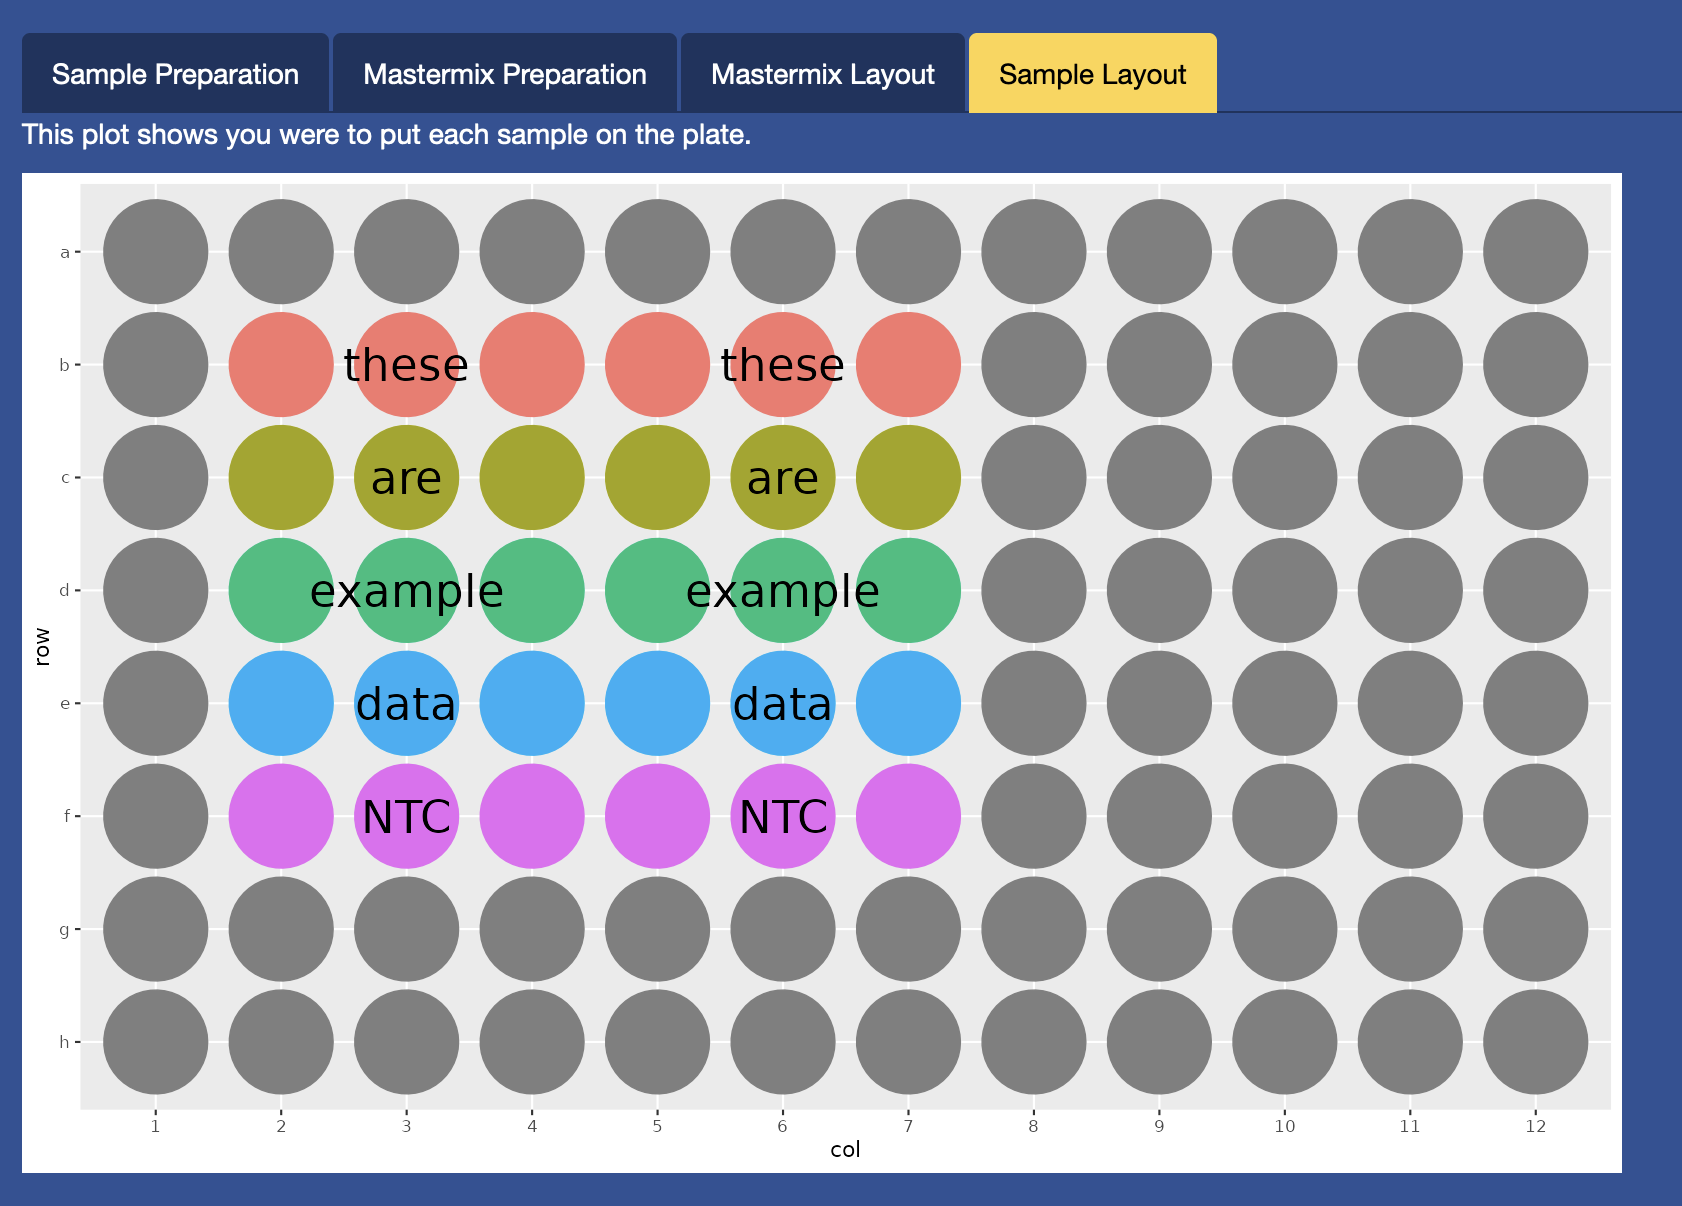 Sample Preparation
Mastermix Preparation
Mastermix Layout
Sample Layout
This plot shows you were to put each sample on the plate.
a
b these these
c are are
d example example
row
e data data
f NTC NTC
g
h
1 2 3 4 5 6 7 8 9 10 11 12
col